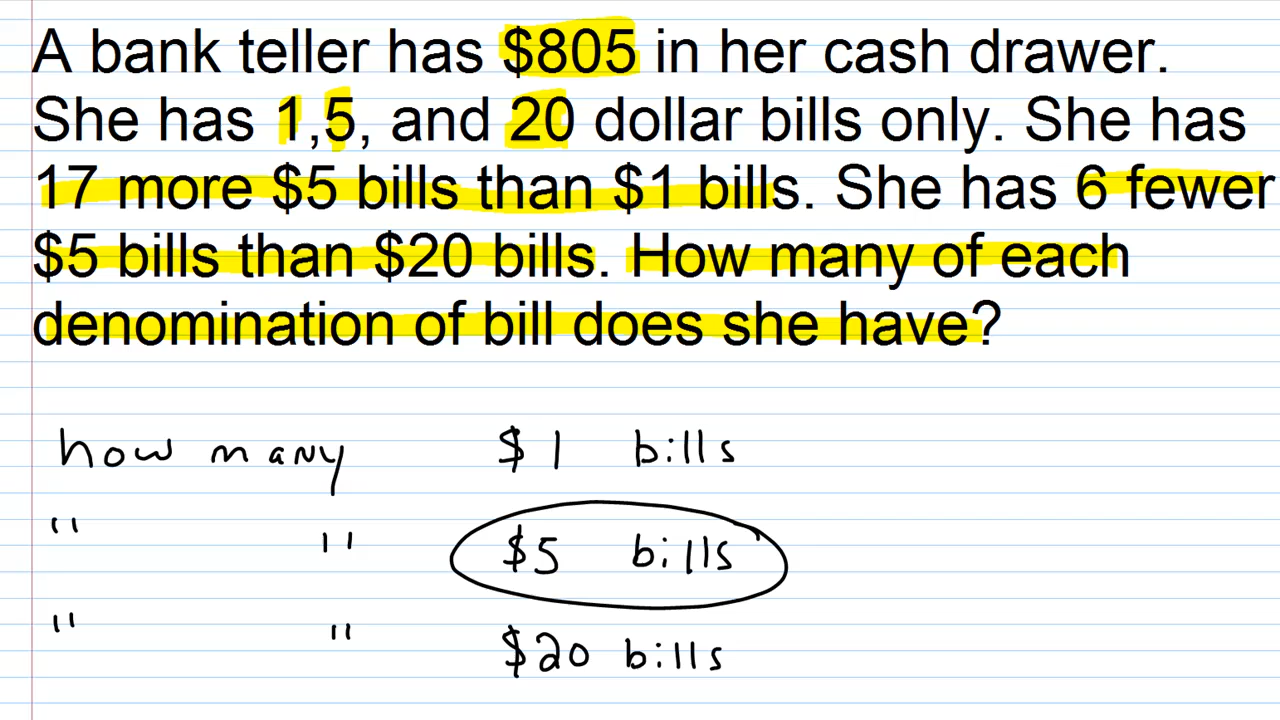 A bank teller has $805 in her cash drawer.
She has 1,5, and 20 dollar bills only. She has
17 more $5 bills than $1 bills. She has 6 fewer
$5 bills than $20 bills. How many of each
denomination of bill does she have?
how many $1 bills
" " $5 bills
" " $20 bills